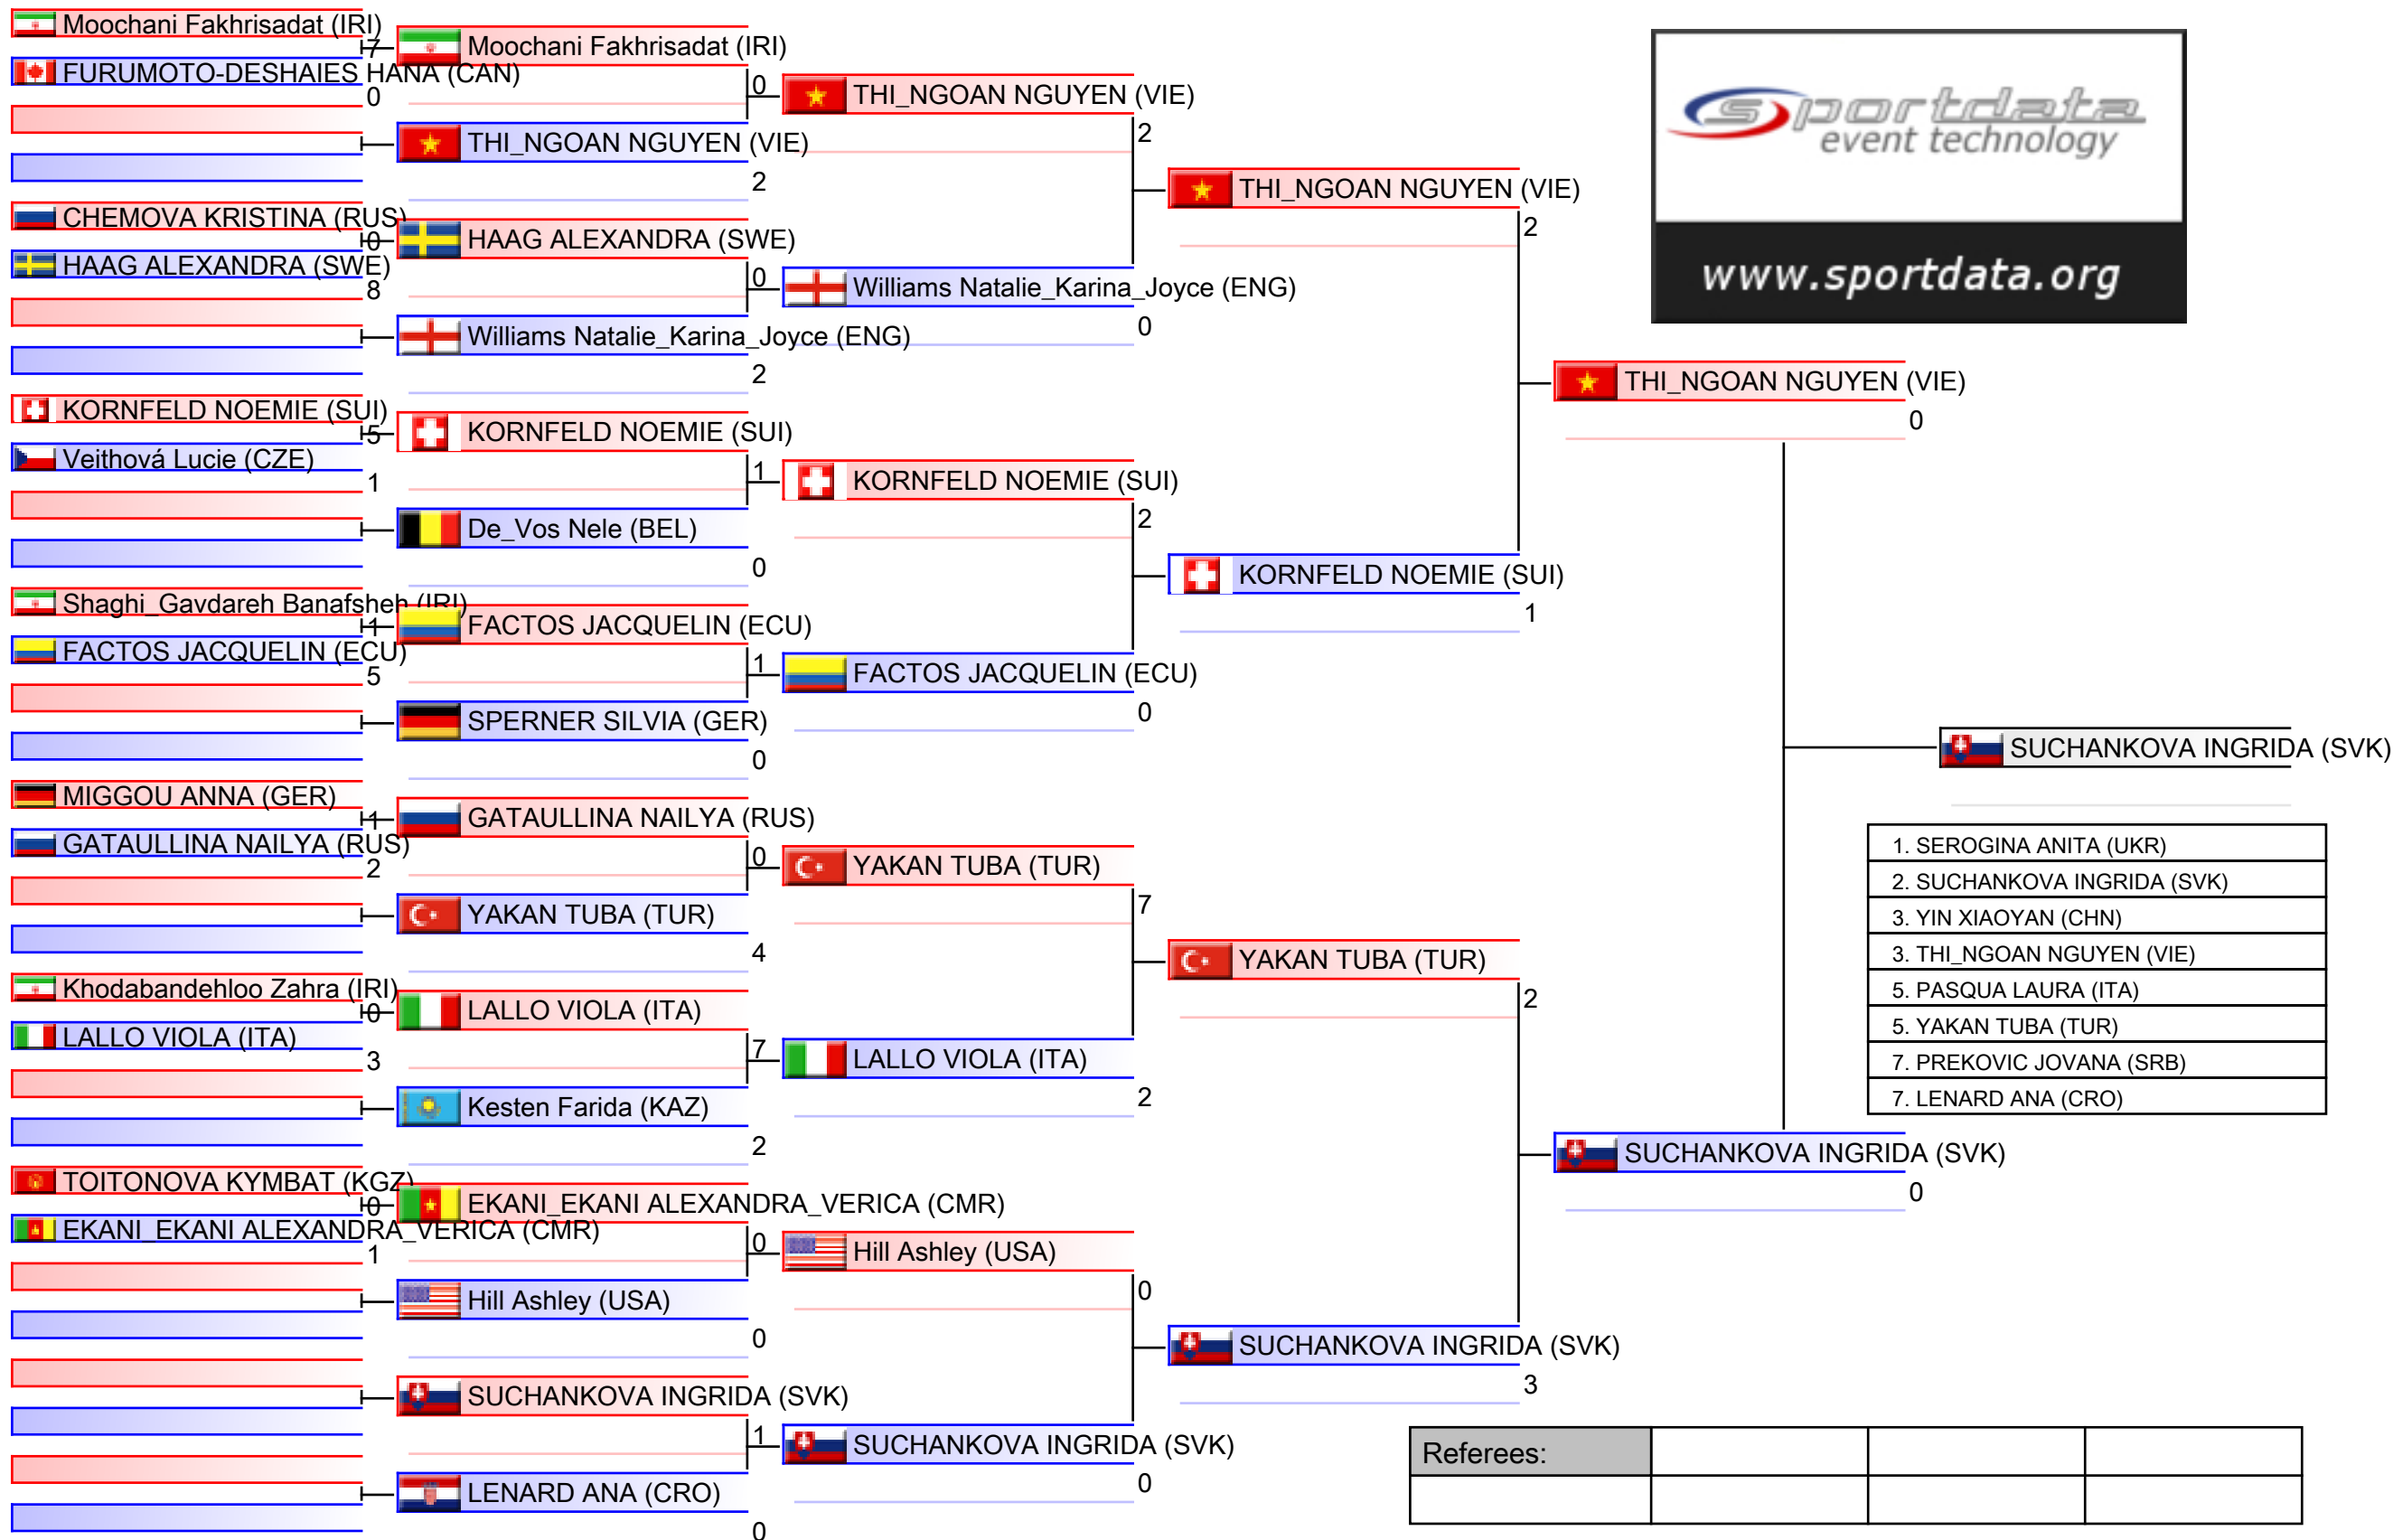 Moochani Fakhrisadat (IRI)
7
FURUMOTO-DESHAIES HANA (CAN)
0
CHEMOVA KRISTINA (RUS)
0
HAAG ALEXANDRA (SWE)
8
KORNFELD NOEMIE (SUI)
5
Veithová Lucie (CZE)
1
Shaghi_Gavdareh Banafsheh (IRI)
1
FACTOS JACQUELIN (ECU)
5
MIGGOU ANNA (GER)
1
GATAULLINA NAILYA (RUS)
2
Khodabandehloo Zahra (IRI)
0
LALLO VIOLA (ITA)
3
TOITONOVA KYMBAT (KGZ)
0
EKANI_EKANI ALEXANDRA_VERICA (CMR)
1
Moochani Fakhrisadat (IRI)
0
THI_NGOAN NGUYEN (VIE)
2
HAAG ALEXANDRA (SWE)
0
Williams Natalie_Karina_Joyce (ENG)
2
KORNFELD NOEMIE (SUI)
1
De_Vos Nele (BEL)
0
FACTOS JACQUELIN (ECU)
1
SPERNER SILVIA (GER)
0
GATAULLINA NAILYA (RUS)
0
YAKAN TUBA (TUR)
4
LALLO VIOLA (ITA)
7
Kesten Farida (KAZ)
2
EKANI_EKANI ALEXANDRA_VERICA (CMR)
0
Hill Ashley (USA)
0
SUCHANKOVA INGRIDA (SVK)
1
LENARD ANA (CRO)
0
THI_NGOAN NGUYEN (VIE)
2
Williams Natalie_Karina_Joyce (ENG)
0
KORNFELD NOEMIE (SUI)
2
FACTOS JACQUELIN (ECU)
0
YAKAN TUBA (TUR)
7
LALLO VIOLA (ITA)
2
Hill Ashley (USA)
0
SUCHANKOVA INGRIDA (SVK)
0
THI_NGOAN NGUYEN (VIE)
2
KORNFELD NOEMIE (SUI)
1
YAKAN TUBA (TUR)
2
SUCHANKOVA INGRIDA (SVK)
3
THI_NGOAN NGUYEN (VIE)
0
SUCHANKOVA INGRIDA (SVK)
0
SUCHANKOVA INGRIDA (SVK)
sportdata
event technology
www.sportdata.org
1. SEROGINA ANITA (UKR)
2. SUCHANKOVA INGRIDA (SVK)
3. YIN XIAOYAN (CHN)
3. THI_NGOAN NGUYEN (VIE)
5. PASQUA LAURA (ITA)
5. YAKAN TUBA (TUR)
7. PREKOVIC JOVANA (SRB)
7. LENARD ANA (CRO)
Referees: